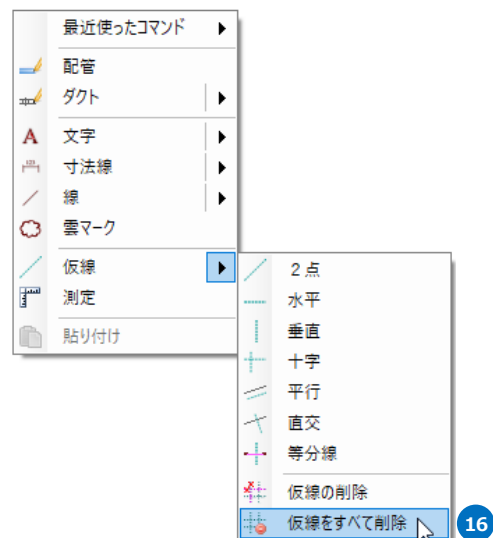 最近使ったコマンド
配管
ダクト
文字
寸法線
線
雲マーク
仮線
測定
貼り付け
２点
水平
垂直
十字
平行
直交
等分線
仮線の削除
仮線をすべて削除
16